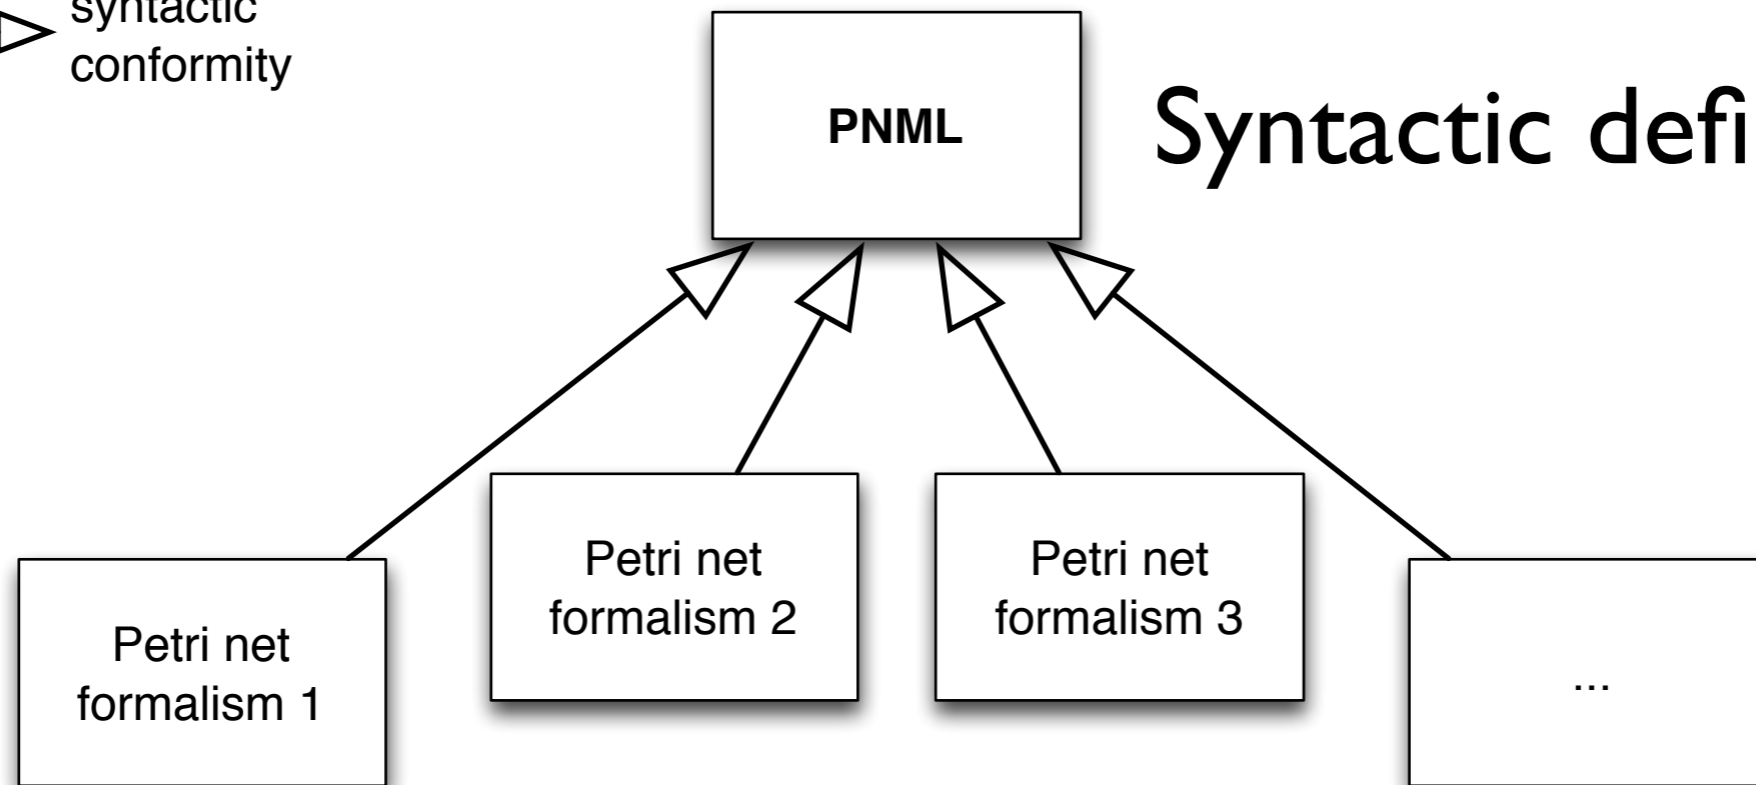 syntactic
conformity
PNML
Syntactic defi
Petri net
formalism 1
Petri net
formalism 2
Petri net
formalism 3
...